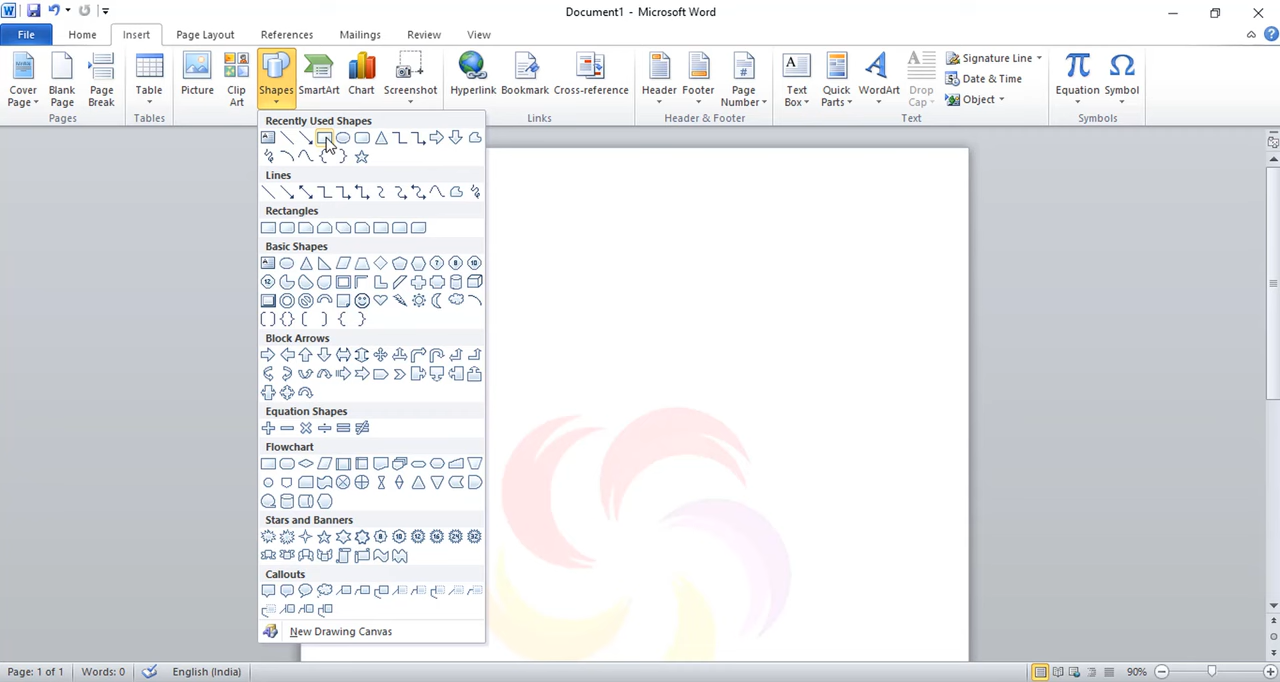 Document1 - Microsoft Word
File Home Insert Page Layout References Mailings Review View
Cover Page
Blank Page
Page Break
Table
Picture
Clip Art
Shapes
SmartArt
Chart
Screenshot
Hyperlink
Bookmark
Cross-reference
Header
Footer
Page Number
Text Box
Quick Parts
WordArt
Drop Cap
Signature Line
Date & Time
Object
Equation
Symbol
Pages Tables Links Header & Footer Text Symbols
Recently Used Shapes
Lines
Rectangles
Basic Shapes
Block Arrows
Equation Shapes
Flowchart
Stars and Banners
Callouts
New Drawing Canvas
Page: 1 of 1 Words: 0 English (India) 90%